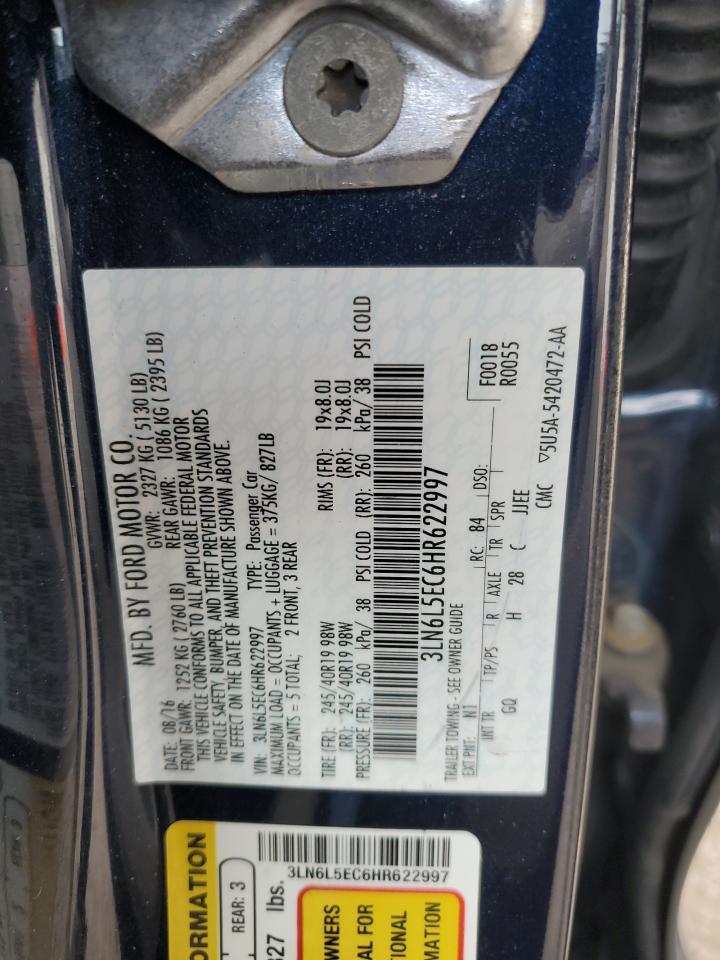 MFD. BY FORD MOTOR CO.
DATE: 08/16 GVWR: 2327 KG ( 5130 LB)
FRONT GAWR: 1252 KG ( 2760 LB) REAR GAWR: 1086 KG ( 2395 LB)
THIS VEHICLE CONFORMS TO ALL APPLICABLE FEDERAL MOTOR
VEHICLE SAFETY, BUMPER, AND THEFT PREVENTION STANDARDS
IN EFFECT ON THE DATE OF MANUFACTURE SHOWN ABOVE.
VIN: 3LN6L5EC6HR622997 TYPE: Passenger Car
MAXIMUM LOAD = OCCUPANTS + LUGGAGE = 375KG/ 827LB
OCCUPANTS = 5 TOTAL: 2 FRONT, 3 REAR
TIRE (FR): 245/40R19 98W RIMS (FR): 19x8.0J
(RR): 245/40R19 98W (RR): 19x8.0J
PRESSURE (FR): 260 kPa/ 38 PSI COLD (RR): 260 kPa/ 38 PSI COLD
3LN6L5EC6HR622997
TRAILER TOWING - SEE OWNER GUIDE
EXT PNT: N1 RC: 84 DSO:
INT TR TP/PS R AXLE TR SPR
GQ H 28 C JJEE
F0018
R0055
CMC ▽5U5A-5420472-AA
ORMATION
REAR: 3
327 lbs.
3LN6L5EC6HR622997
WNERS
AL FOR
TIONAL
MATION